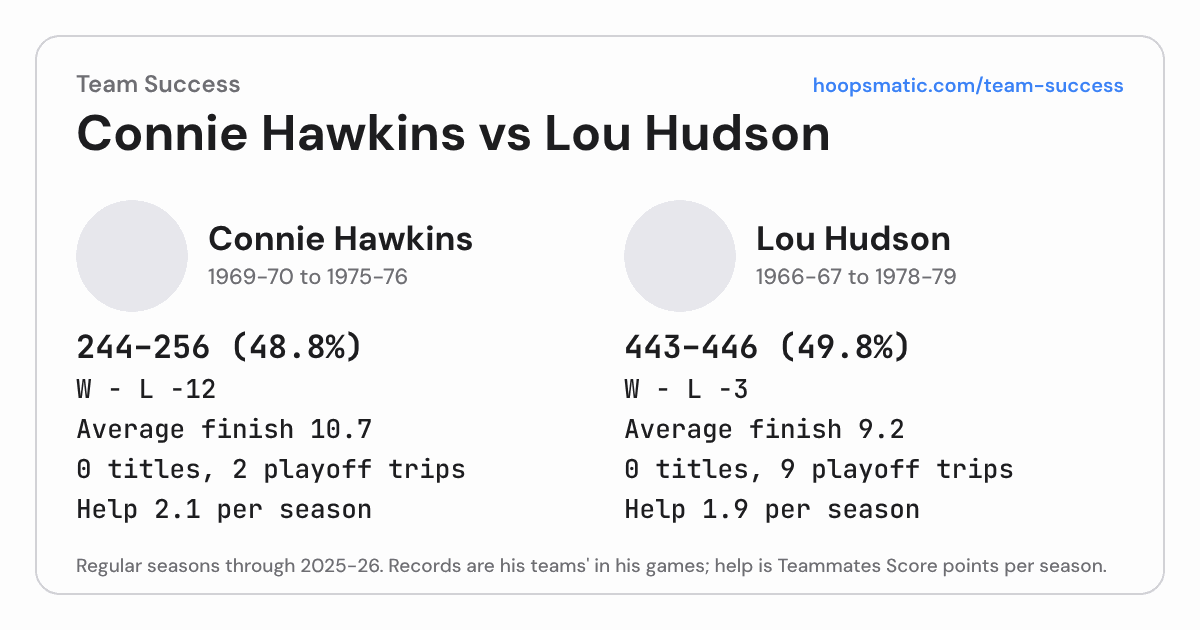 Team Success
hoopsmatic.com/team-success
Connie Hawkins vs Lou Hudson
Connie Hawkins
1969-70 to 1975-76
244-256 (48.8%)
W - L -12
Average finish 10.7
0 titles, 2 playoff trips
Help 2.1 per season
Lou Hudson
1966-67 to 1978-79
443-446 (49.8%)
W - L -3
Average finish 9.2
0 titles, 9 playoff trips
Help 1.9 per season
Regular seasons through 2025-26. Records are his teams' in his games; help is Teammates Score points per season.